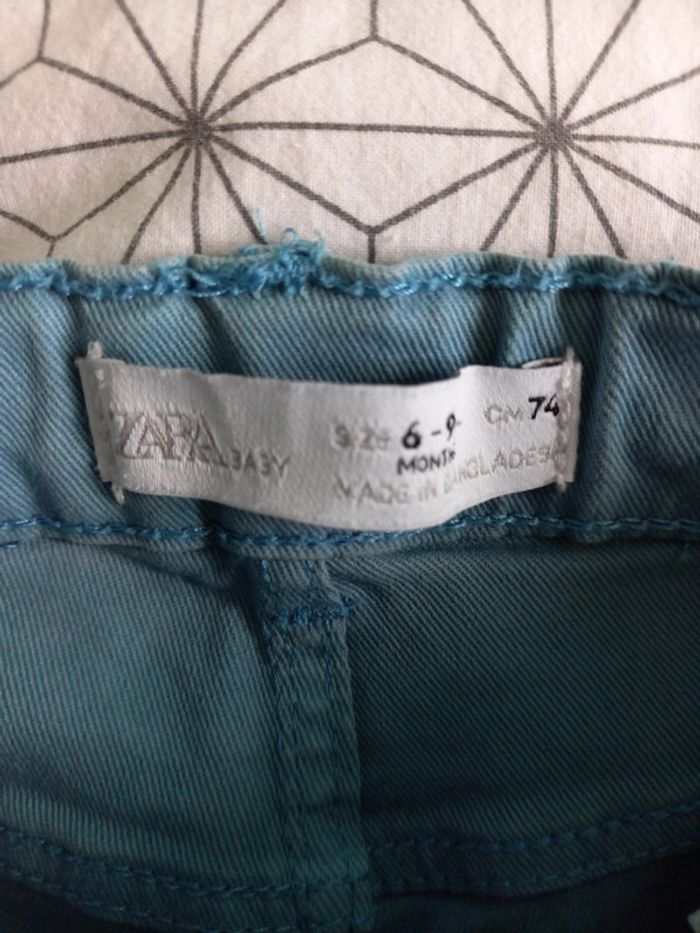 ZARA BABY
SIZE 6-9
MONTH
CM 74
MADE IN BANGLADESH